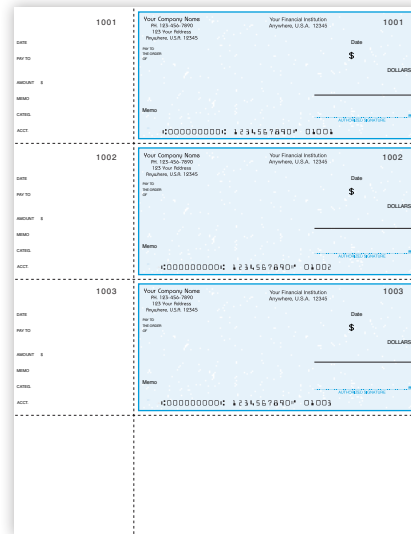 1001
DATE
PAY TO
AMOUNT $
MEMO
CATEG.
ACCT.
Your Company Name
PH. 123-456-7890
123 Your Address
Anywhere, U.S.A. 12345
Your Financial Institution
Anywhere, U.S.A. 12345
1001
Date
PAY TO
THE ORDER
OF
$
DOLLARS
Memo
AUTHORIZED SIGNATURE
⑆000000000⑆ 1234567890⑈ 01001
1002
DATE
PAY TO
AMOUNT $
MEMO
CATEG.
ACCT.
Your Company Name
PH. 123-456-7890
123 Your Address
Anywhere, U.S.A. 12345
Your Financial Institution
Anywhere, U.S.A. 12345
1002
Date
PAY TO
THE ORDER
OF
$
DOLLARS
Memo
AUTHORIZED SIGNATURE
⑆000000000⑆ 1234567890⑈ 01002
1003
DATE
PAY TO
AMOUNT $
MEMO
CATEG.
ACCT.
Your Company Name
PH. 123-456-7890
123 Your Address
Anywhere, U.S.A. 12345
Your Financial Institution
Anywhere, U.S.A. 12345
1003
Date
PAY TO
THE ORDER
OF
$
DOLLARS
Memo
AUTHORIZED SIGNATURE
⑆000000000⑆ 1234567890⑈ 01003